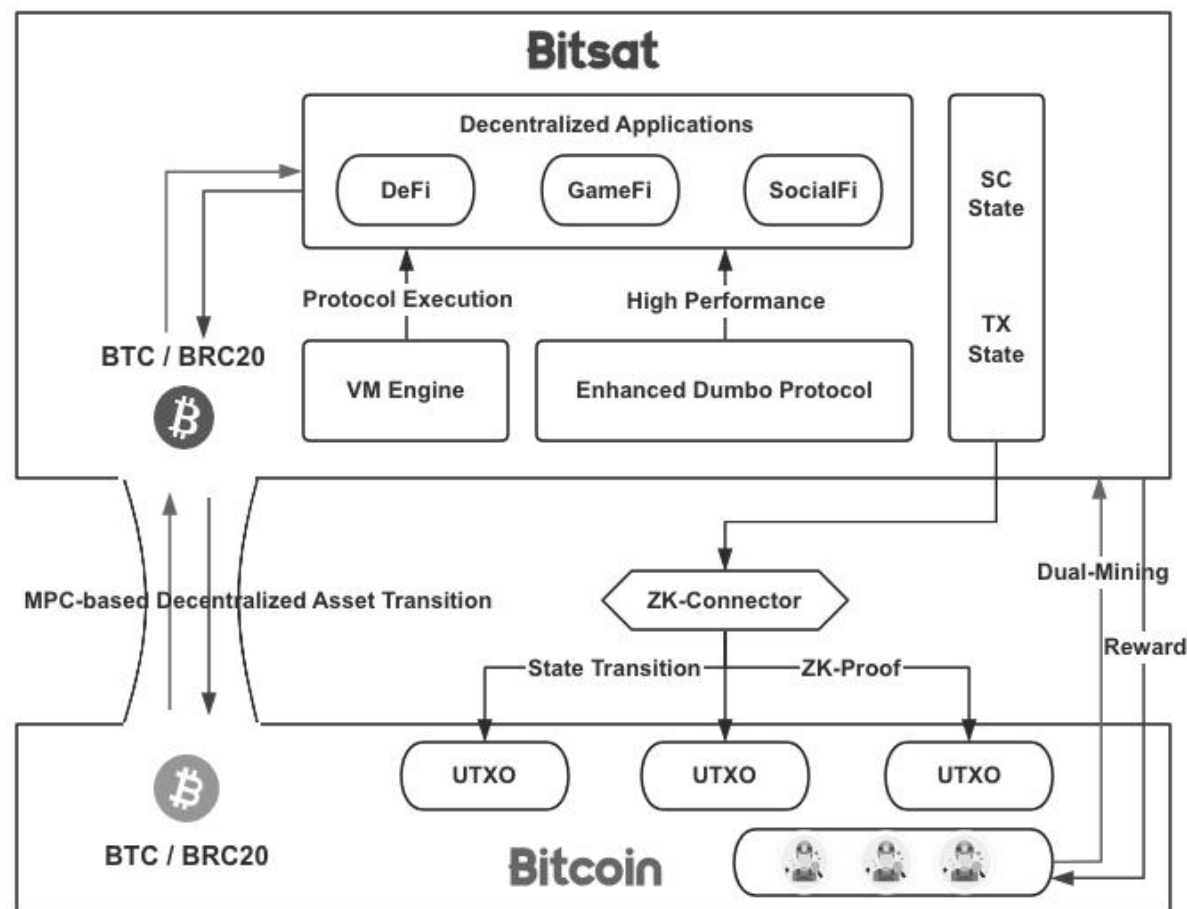 Bitsat
Decentralized Applications
DeFi
GameFi
SocialFi
SC
State
Protocol Execution
High Performance
TX
State
BTC / BRC20
VM Engine
Enhanced Dumbo Protocol
Dual-Mining
MPC-based Decentralized Asset Transition
ZK-Connector
Reward
State Transition
ZK-Proof
UTXO
UTXO
UTXO
BTC / BRC20
Bitcoin